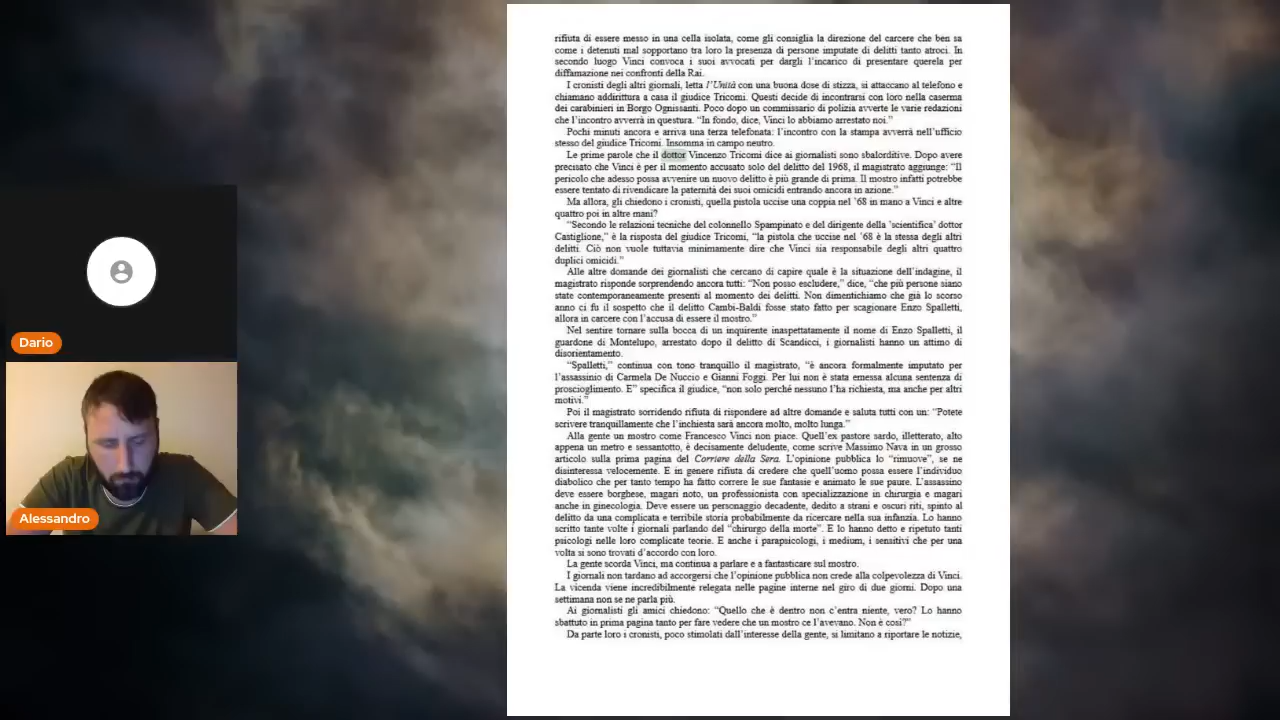 rifiuta di essere messo in una cella isolata, come gli consiglia la direzione del carcere che ben sa
come i detenuti mal sopportano tra loro la presenza di persone imputate di delitti tanto atroci. In
secondo luogo Vinci convoca i suoi avvocati per dargli l'incarico di presentare querela per
diffamazione nei confronti della Rai.
I cronisti degli altri giornali, letta l'Unità con una buona dose di stizza, si attaccano al telefono e
chiamano addirittura a casa il giudice Tricomi. Questi decide di incontrarsi con loro nella caserma
dei carabinieri in Borgo Ognissanti. Poco dopo un commissario di polizia avverte le varie redazioni
che l'incontro avverrà in questura. “In fondo, dice, Vinci lo abbiamo arrestato noi.”
Pochi minuti ancora e arriva una terza telefonata: l'incontro con la stampa avverrà nell'ufficio
stesso del giudice Tricomi. Insomma in campo neutro.
Le prime parole che il dottor Vincenzo Tricomi dice ai giornalisti sono sbalorditive. Dopo avere
precisato che Vinci è per il momento accusato solo del delitto del 1968, il magistrato aggiunge: “Il
pericolo che adesso possa avvenire un nuovo delitto è più grande di prima. Il mostro infatti potrebbe
essere tentato di rivendicare la paternità dei suoi omicidi entrando ancora in azione.”
Ma allora, gli chiedono i cronisti, quella pistola uccise una coppia nel '68 in mano a Vinci e altre
quattro poi in altre mani?
“Secondo le relazioni tecniche del colonnello Spampinato e del dirigente della 'scientifica' dottor
Castiglione,” è la risposta del giudice Tricomi, “la pistola che uccise nel '68 è la stessa degli altri
delitti. Ciò non vuole tuttavia minimamente dire che Vinci sia responsabile degli altri quattro
duplici omicidi.”
Alle altre domande dei giornalisti che cercano di capire quale è la situazione dell'indagine, il
magistrato risponde sorprendendo ancora tutti: “Non posso escludere,” dice, “che più persone siano
state contemporaneamente presenti al momento dei delitti. Non dimentichiamo che già lo scorso
anno ci fu il sospetto che il delitto Cambi-Baldi fosse stato fatto per scagionare Enzo Spalletti,
allora in carcere con l'accusa di essere il mostro.”
Nel sentire tornare sulla bocca di un inquirente inaspettatamente il nome di Enzo Spalletti, il
guardone di Montelupo, arrestato dopo il delitto di Scandicci, i giornalisti hanno un attimo di
disorientamento.
“Spalletti,” continua con tono tranquillo il magistrato, “è ancora formalmente imputato per
l'assassinio di Carmela De Nuccio e Gianni Foggi. Per lui non è stata emessa alcuna sentenza di
proscioglimento. E” specifica il giudice, “non solo perché nessuno l'ha richiesta, ma anche per altri
motivi.”
Poi il magistrato sorridendo rifiuta di rispondere ad altre domande e saluta tutti con un: “Potete
scrivere tranquillamente che l'inchiesta sarà ancora molto, molto lunga.”
Alla gente un mostro come Francesco Vinci non piace. Quell'ex pastore sardo, illetterato, alto
appena un metro e sessantotto, è decisamente deludente, come scrive Massimo Nava in un grosso
articolo sulla prima pagina del Corriere della Sera. L'opinione pubblica lo “rimuove”, se ne
disinteressa velocemente. E in genere rifiuta di credere che quell'uomo possa essere l'individuo
diabolico che per tanto tempo ha fatto correre le sue fantasie e animato le sue paure. L'assassino
deve essere borghese, magari noto, un professionista con specializzazione in chirurgia e magari
anche in ginecologia. Deve essere un personaggio decadente, dedito a strani e oscuri riti, spinto al
delitto da una complicata e terribile storia probabilmente da ricercare nella sua infanzia. Lo hanno
scritto tante volte i giornali parlando del “chirurgo della morte”. E lo hanno detto e ripetuto tanti
psicologi nelle loro complicate teorie. E anche i parapsicologi, i medium, i sensitivi che per una
volta si sono trovati d'accordo con loro.
La gente scorda Vinci, ma continua a parlare e a fantasticare sul mostro.
I giornali non tardano ad accorgersi che l'opinione pubblica non crede alla colpevolezza di Vinci.
La vicenda viene incredibilmente relegata nelle pagine interne nel giro di due giorni. Dopo una
settimana non se ne parla più.
Ai giornalisti gli amici chiedono: “Quello che è dentro non c'entra niente, vero? Lo hanno
sbattuto in prima pagina tanto per fare vedere che un mostro ce l'avevano. Non è così?”
Da parte loro i cronisti, poco stimolati dall'interesse della gente, si limitano a riportare le notizie,
Dario
Alessandro